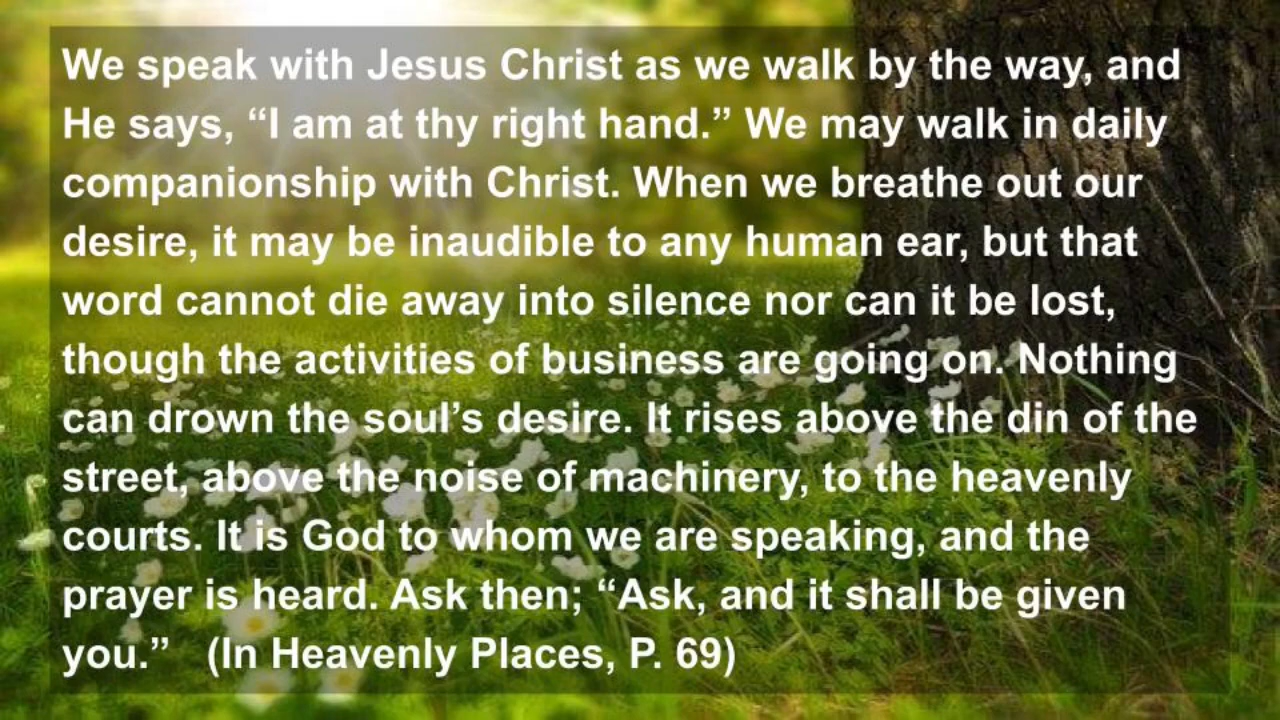 We speak with Jesus Christ as we walk by the way, and
He says, “I am at thy right hand.” We may walk in daily
companionship with Christ. When we breathe out our
desire, it may be inaudible to any human ear, but that
word cannot die away into silence nor can it be lost,
though the activities of business are going on. Nothing
can drown the soul’s desire. It rises above the din of the
street, above the noise of machinery, to the heavenly
courts. It is God to whom we are speaking, and the
prayer is heard. Ask then; “Ask, and it shall be given
you.”   (In Heavenly Places, P. 69)